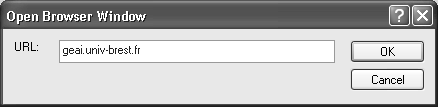 Open Browser Window
URL: geai.univ-brest.fr
OK
Cancel